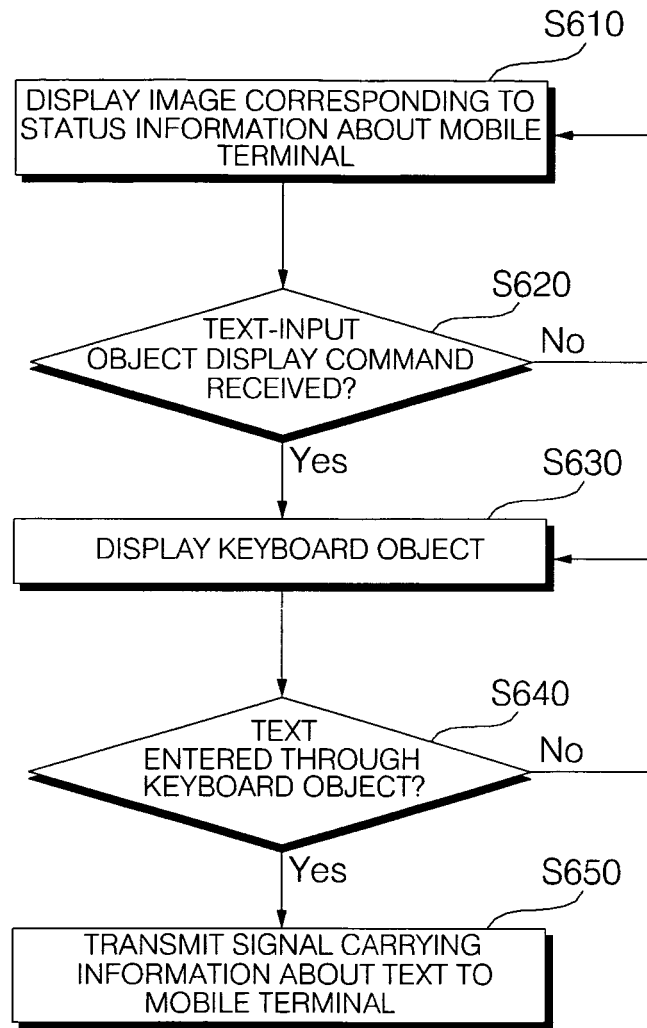 S610
DISPLAY IMAGE CORRESPONDING TO
STATUS INFORMATION ABOUT MOBILE
TERMINAL
S620
TEXT-INPUT
OBJECT DISPLAY COMMAND
RECEIVED?
No
Yes
S630
DISPLAY KEYBOARD OBJECT
S640
TEXT
ENTERED THROUGH
KEYBOARD OBJECT?
No
Yes
S650
TRANSMIT SIGNAL CARRYING
INFORMATION ABOUT TEXT TO
MOBILE TERMINAL